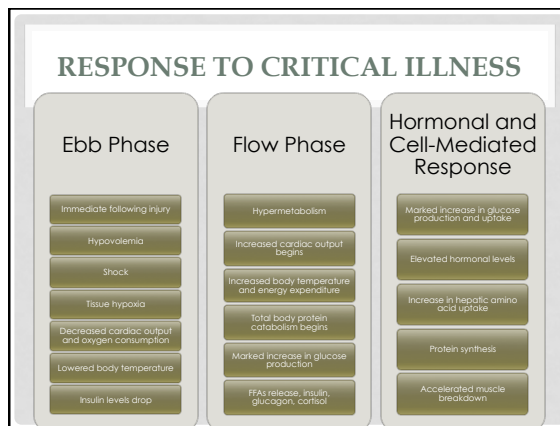 RESPONSE TO CRITICAL ILLNESS
Ebb Phase
Immediate following injury
Hypovolemia
Shock
Tissue hypoxia
Decreased cardiac output
and oxygen consumption
Lowered body temperature
Insulin levels drop
Flow Phase
Hypermetabolism
Increased cardiac output
begins
Increased body temperature
and energy expenditure
Total body protein
catabolism begins
Marked increase in glucose
production
FFAs release, insulin,
glucagon, cortisol
Hormonal and
Cell-Mediated
Response
Marked increase in glucose
production and uptake
Elevated hormonal levels
Increase in hepatic amino
acid uptake
Protein synthesis
Accelerated muscle
breakdown